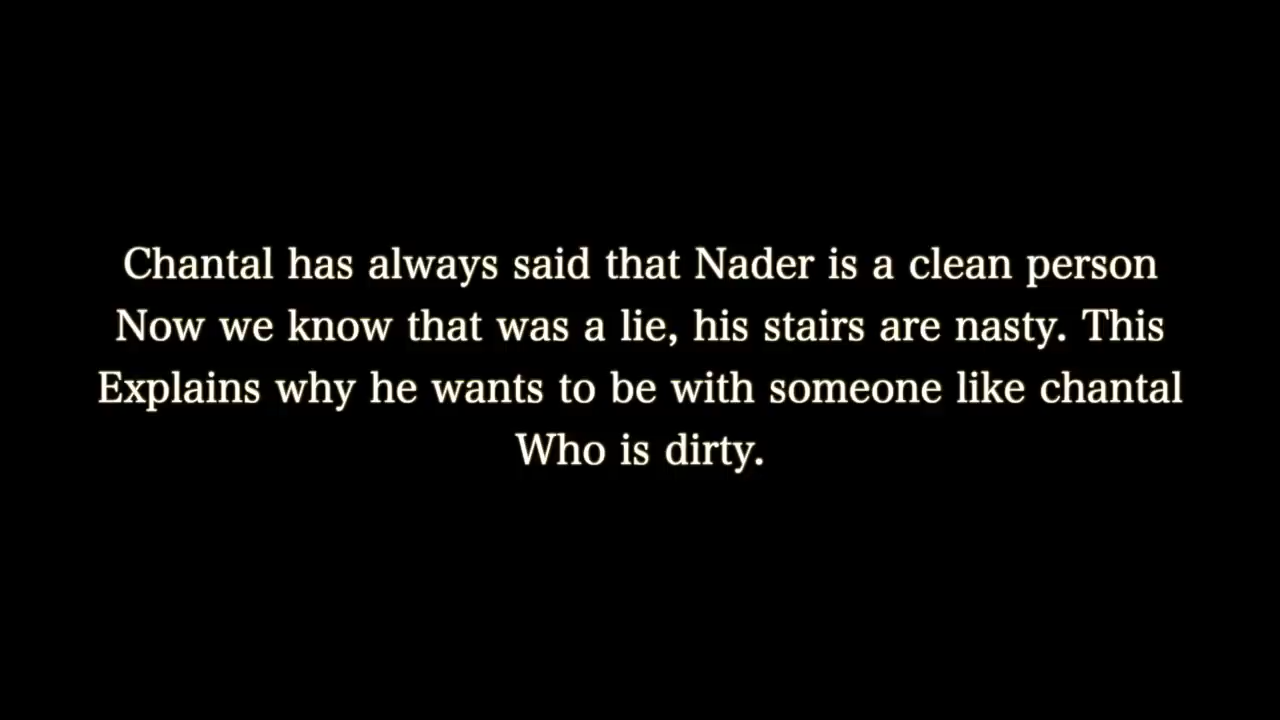 Chantal has always said that Nader is a clean person
Now we know that was a lie, his stairs are nasty. This
Explains why he wants to be with someone like chantal
Who is dirty.